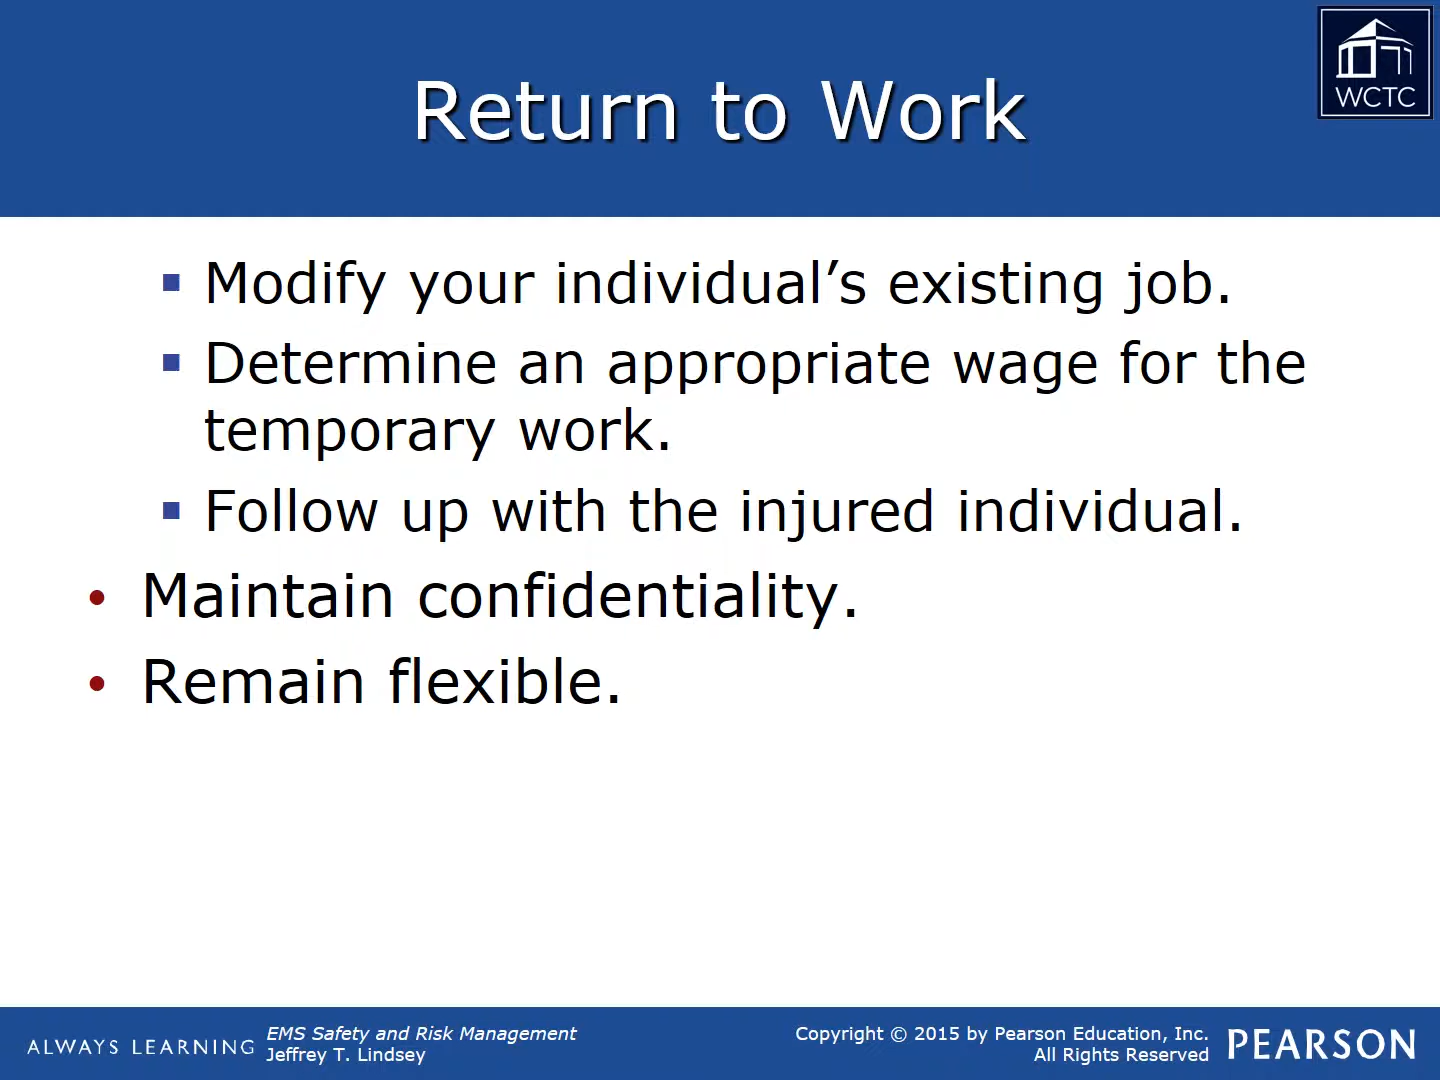 WCTC
Return to Work
▪ Modify your individual’s existing job.
▪ Determine an appropriate wage for the
temporary work.
▪ Follow up with the injured individual.
• Maintain confidentiality.
• Remain flexible.
ALWAYS LEARNING
EMS Safety and Risk Management
Jeffrey T. Lindsey
Copyright © 2015 by Pearson Education, Inc.
All Rights Reserved
PEARSON